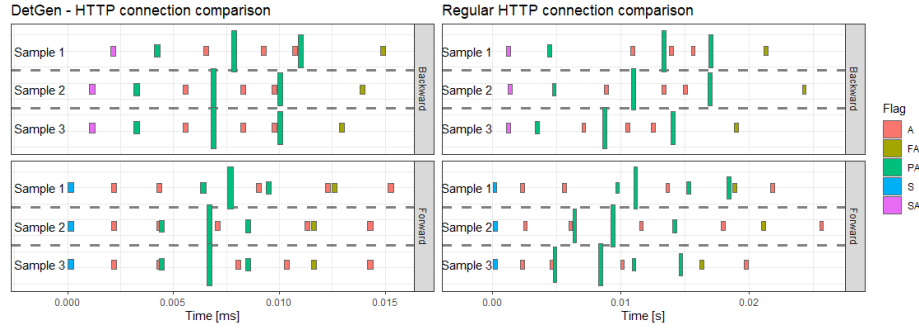 DetGen - HTTP connection comparison
Regular HTTP connection comparison
Sample 1
Sample 2
Sample 3
Backward
Sample 1
Sample 2
Sample 3
Backward
Sample 1
Sample 2
Sample 3
Forward
Sample 1
Sample 2
Sample 3
Forward
Flag
A
FA
PA
S
SA
0.000
0.005
0.010
0.015
Time [ms]
0.00
0.01
0.02
Time [s]